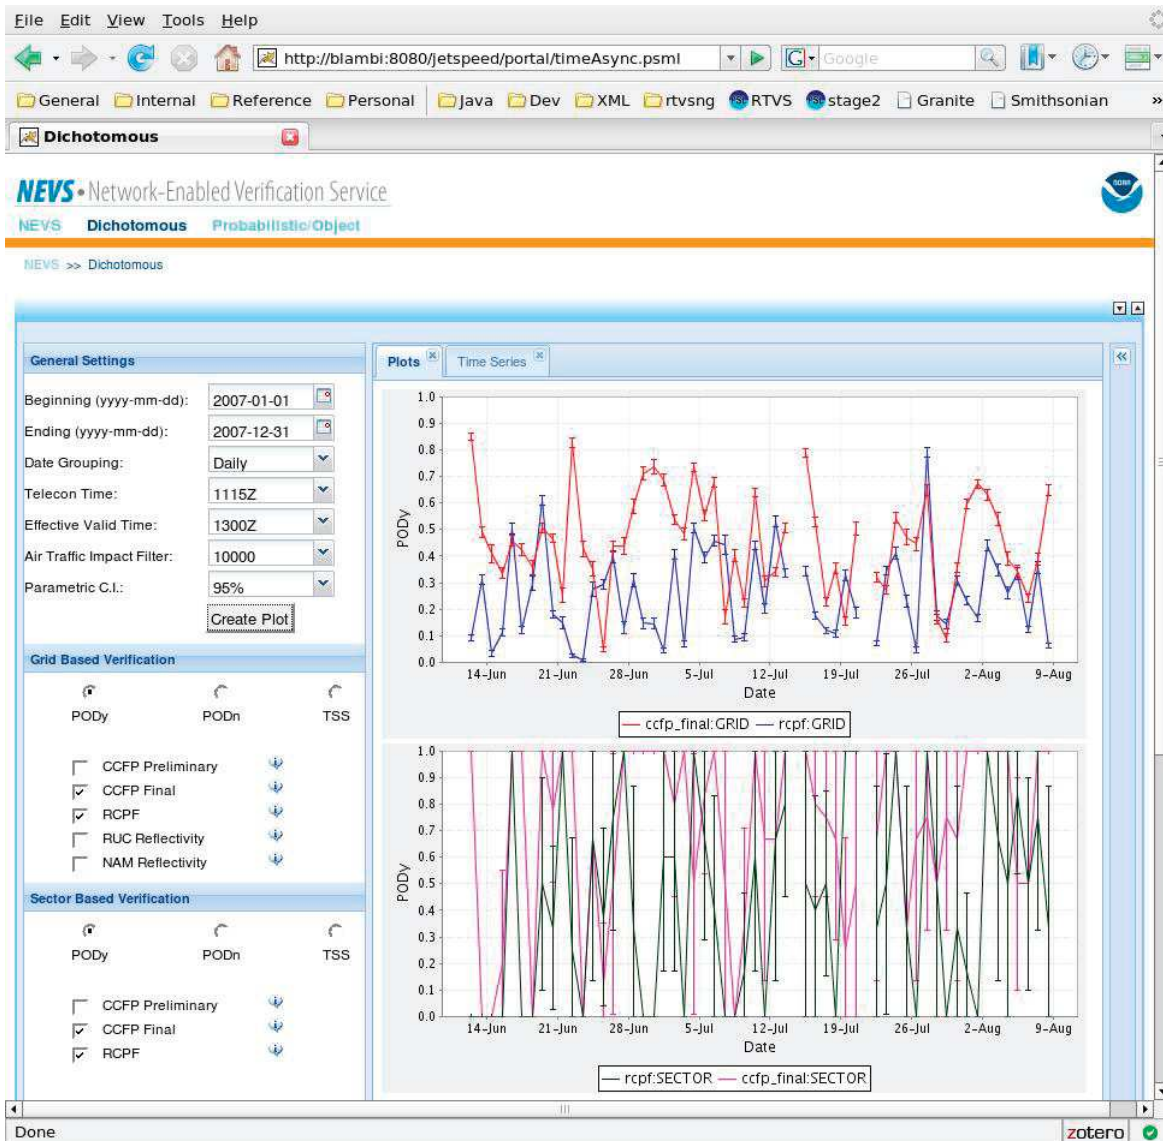 File Edit View Tools Help
http://blambi:8080/jetspeed/portal/timeAsync.psml G Google
General Internal Reference Personal Java Dev XML rtvsng RTVS stage2 Granite Smithsonian »
Dichotomous
NEVS • Network-Enabled Verification Service
NOAA
NEVS Dichotomous Probabilistic/Object
NEVS >> Dichotomous
General Settings
Beginning (yyyy-mm-dd): 2007-01-01
Ending (yyyy-mm-dd): 2007-12-31
Date Grouping: Daily
Telecon Time: 1115Z
Effective Valid Time: 1300Z
Air Traffic Impact Filter: 10000
Parametric C.I.: 95%
Create Plot
Grid Based Verification
PODy PODn TSS
CCFP Preliminary
CCFP Final
RCPF
RUC Reflectivity
NAM Reflectivity
Sector Based Verification
PODy PODn TSS
CCFP Preliminary
CCFP Final
RCPF
Plots Time Series «
1.0
0.9
0.8
0.7
0.6
0.5
0.4
0.3
0.2
0.1
0.0
PODy
14-Jun 21-Jun 28-Jun 5-Jul 12-Jul 19-Jul 26-Jul 2-Aug 9-Aug
Date
ccfp_final:GRID rcpf:GRID
1.0
0.9
0.8
0.7
0.6
0.5
0.4
0.3
0.2
0.1
0.0
PODy
14-Jun 21-Jun 28-Jun 5-Jul 12-Jul 19-Jul 26-Jul 2-Aug 9-Aug
Date
rcpf:SECTOR ccfp_final:SECTOR
Done zotero